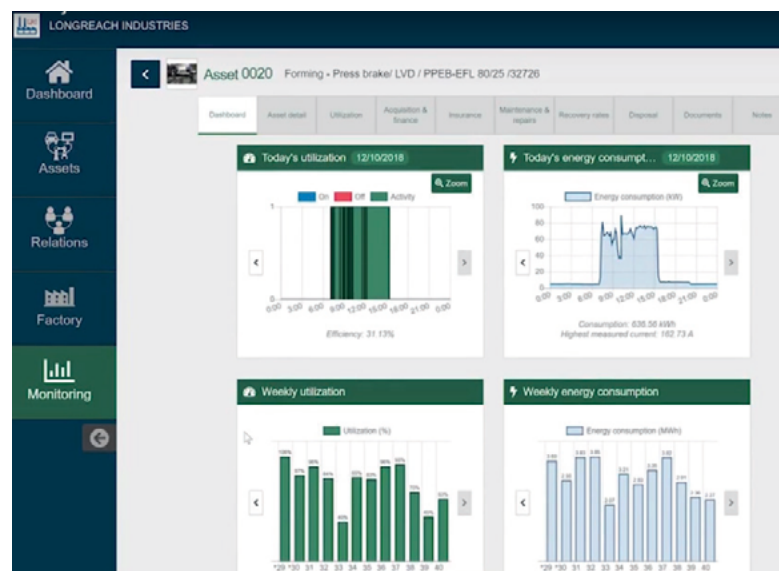 LONGREACH INDUSTRIES
Dashboard
Assets
Relations
Factory
Monitoring
Asset 0020 Forming - Press brake/ LVD / PPEB-EFL 80/25 /32726
Dashboard
Asset detail
Utilization
Acquisition &
finance
Insurance
Maintenance &
repairs
Recovery rates
Disposal
Documents
Notes
Today's utilization 12/10/2018
Zoom
On Off Activity
1
0
0:00 3:00 6:00 9:00 12:00 15:00 18:00 21:00 0:00
Efficiency: 31.13%
Today's energy consumpt... 12/10/2018
Zoom
Energy consumption (kW)
100
80
60
40
20
0
0:00 3:00 6:00 9:00 12:00 15:00 18:00 21:00 0:00
Consumption: 636.56 kWh
Highest measured current: 162.73 A
Weekly utilization
Utilization (%)
*29 *30 31 32 33 34 35 36 37 38 39 40
Weekly energy consumption
Energy consumption (MWh)
*29 *30 31 32 33 34 35 36 37 38 39 40